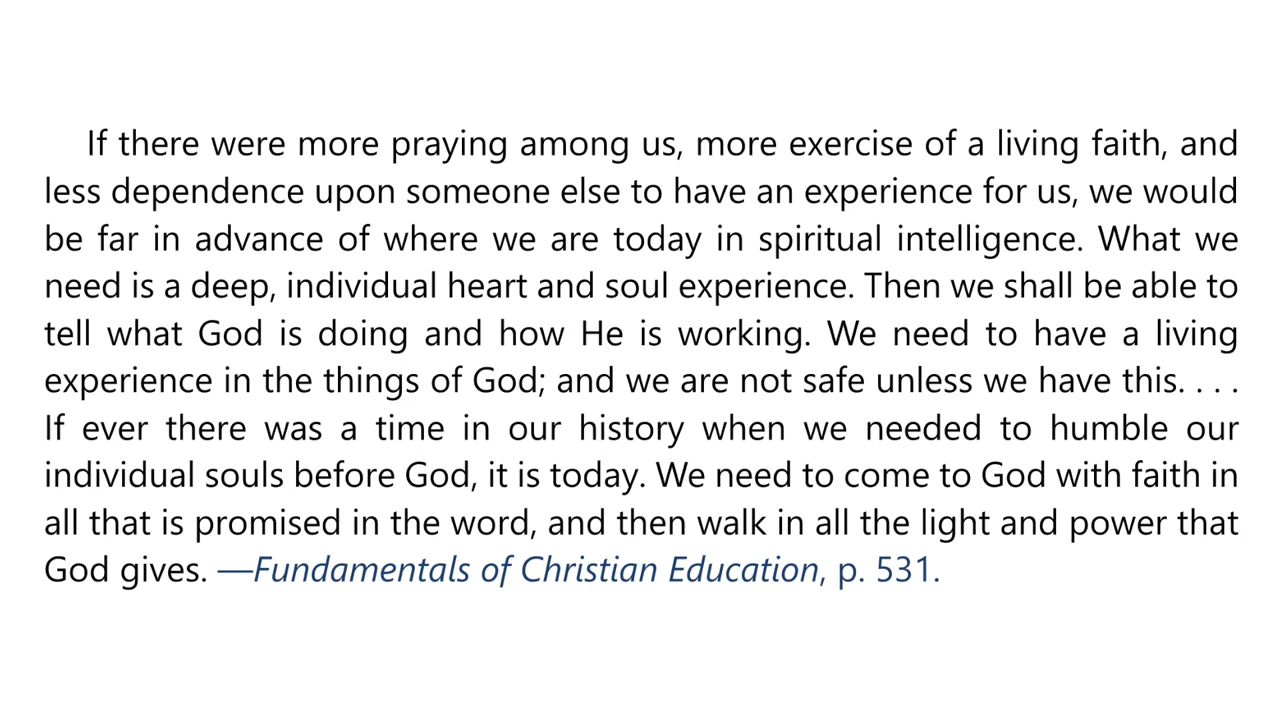 If there were more praying among us, more exercise of a living faith, and
less dependence upon someone else to have an experience for us, we would
be far in advance of where we are today in spiritual intelligence. What we
need is a deep, individual heart and soul experience. Then we shall be able to
tell what God is doing and how He is working. We need to have a living
experience in the things of God; and we are not safe unless we have this. . . .
If ever there was a time in our history when we needed to humble our
individual souls before God, it is today. We need to come to God with faith in
all that is promised in the word, and then walk in all the light and power that
God gives. —Fundamentals of Christian Education, p. 531.